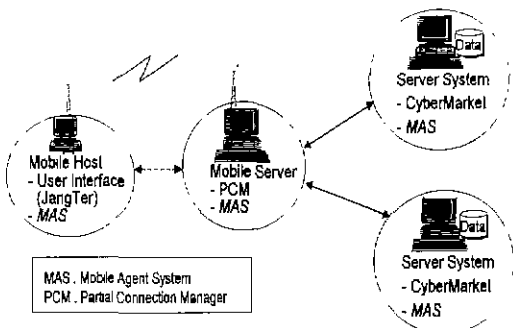 Data
Server System
- CyberMarket
- MAS
Mobile Host
- User Interface
(JangTer)
- MAS
Mobile Server
- PCM
- MAS
Data
Server System
- CyberMarket
- MAS
MAS . Mobile Agent System
PCM . Partial Connection Manager